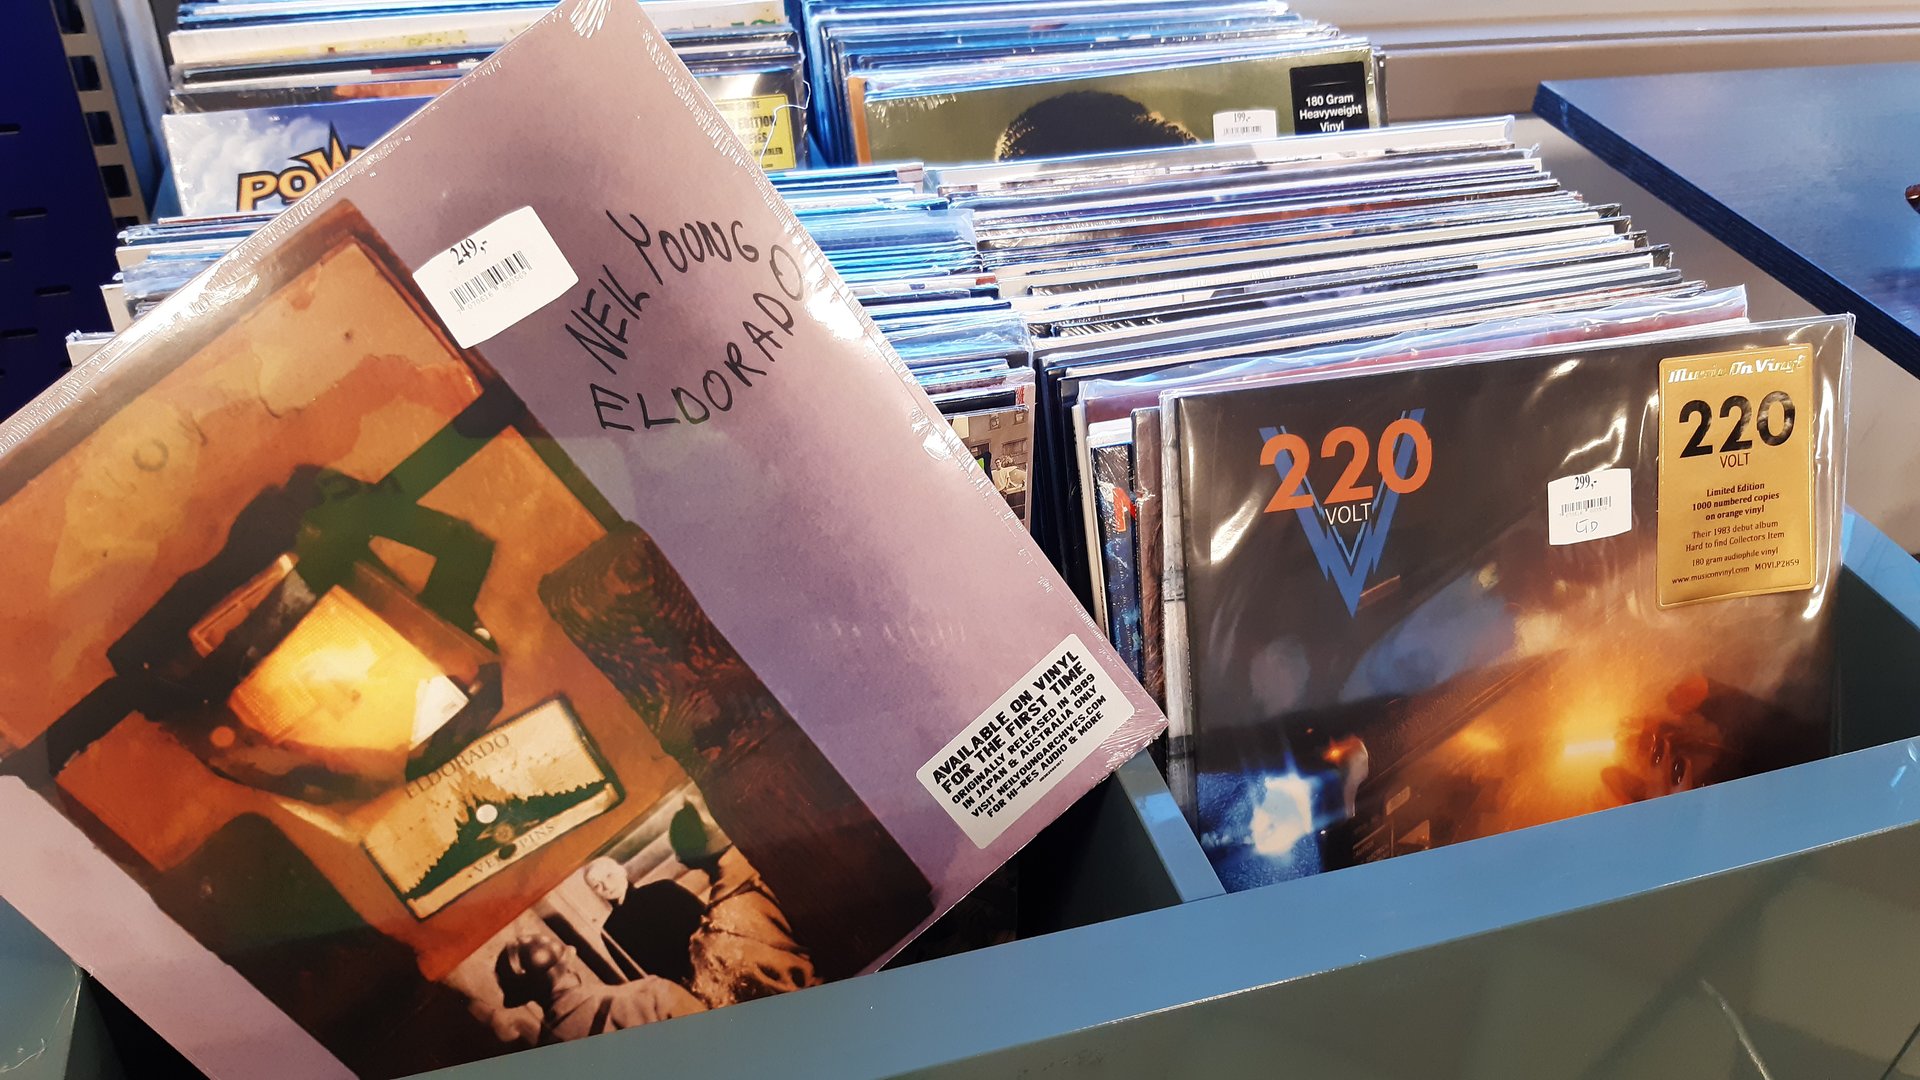 180 Gram
Heavyweight
Vinyl
199,-
EDITION
POW
249,-
NEIL YOUNG
ELDORADO
AVAILABLE ON VINYL
FOR THE FIRST TIME
ORIGINALLY RELEASED IN 1989
IN JAPAN & AUSTRALIA ONLY
VISIT NEILYOUNGARCHIVES.COM
FOR HI-RES AUDIO & MORE
ELDORADO
220
VOLT
299,-
GD
Music On Vinyl
220
VOLT
Limited Edition
1000 numbered copies
on orange vinyl
Their 1983 debut album
Hard to find Collectors Item
180 gram audiophile vinyl
www.musiconvinyl.com MOVLP2859